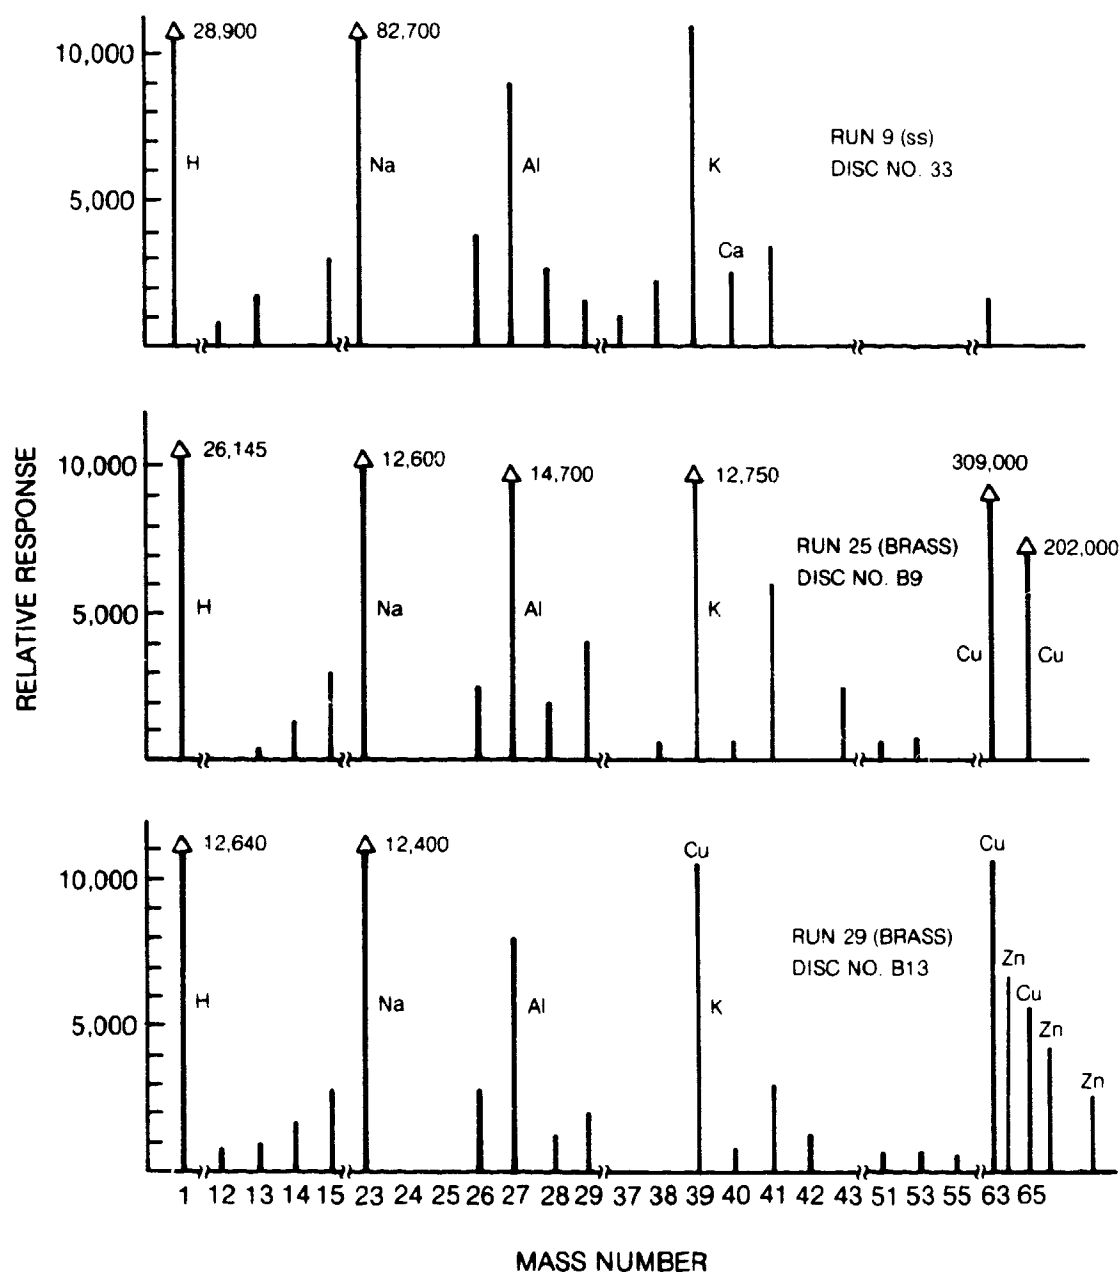 28,900
82,700
10,000
RUN 9 (ss)
DISC NO. 33
H
Na
Al
K
5,000
Ca
RELATIVE RESPONSE
26,145
12,600
14,700
12,750
309,000
10,000
RUN 25 (BRASS)
DISC NO. B9
202,000
5,000
H
Na
Al
K
Cu
Cu
12,640
12,400
Cu
Cu
10,000
RUN 29 (BRASS)
DISC NO. B13
Zn
Cu
Zn
Zn
H
Na
Al
K
5,000
1 12 13 14 15 23 24 25 26 27 28 29 37 38 39 40 41 42 43 51 53 55 63 65
MASS NUMBER